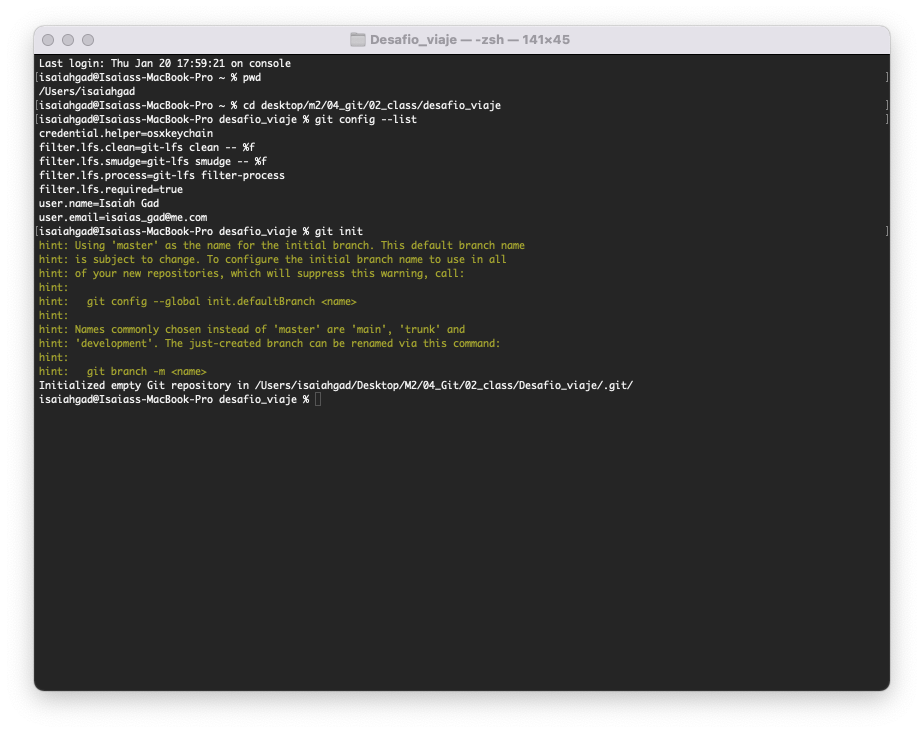 Desafio_viaje — -zsh — 141×45
Last login: Thu Jan 20 17:59:21 on console
[isaiahgad@Isaiass-MacBook-Pro ~ % pwd ]
/Users/isaiahgad
[isaiahgad@Isaiass-MacBook-Pro ~ % cd desktop/m2/04_git/02_class/desafio_viaje ]
[isaiahgad@Isaiass-MacBook-Pro desafio_viaje % git config --list ]
credential.helper=osxkeychain
filter.lfs.clean=git-lfs clean -- %f
filter.lfs.smudge=git-lfs smudge -- %f
filter.lfs.process=git-lfs filter-process
filter.lfs.required=true
user.name=Isaiah Gad
user.email=isaias_gad@me.com
[isaiahgad@Isaiass-MacBook-Pro desafio_viaje % git init ]
hint: Using 'master' as the name for the initial branch. This default branch name
hint: is subject to change. To configure the initial branch name to use in all
hint: of your new repositories, which will suppress this warning, call:
hint:
hint:   git config --global init.defaultBranch <name>
hint:
hint: Names commonly chosen instead of 'master' are 'main', 'trunk' and
hint: 'development'. The just-created branch can be renamed via this command:
hint:
hint:   git branch -m <name>
Initialized empty Git repository in /Users/isaiahgad/Desktop/M2/04_Git/02_class/Desafio_viaje/.git/
isaiahgad@Isaiass-MacBook-Pro desafio_viaje %